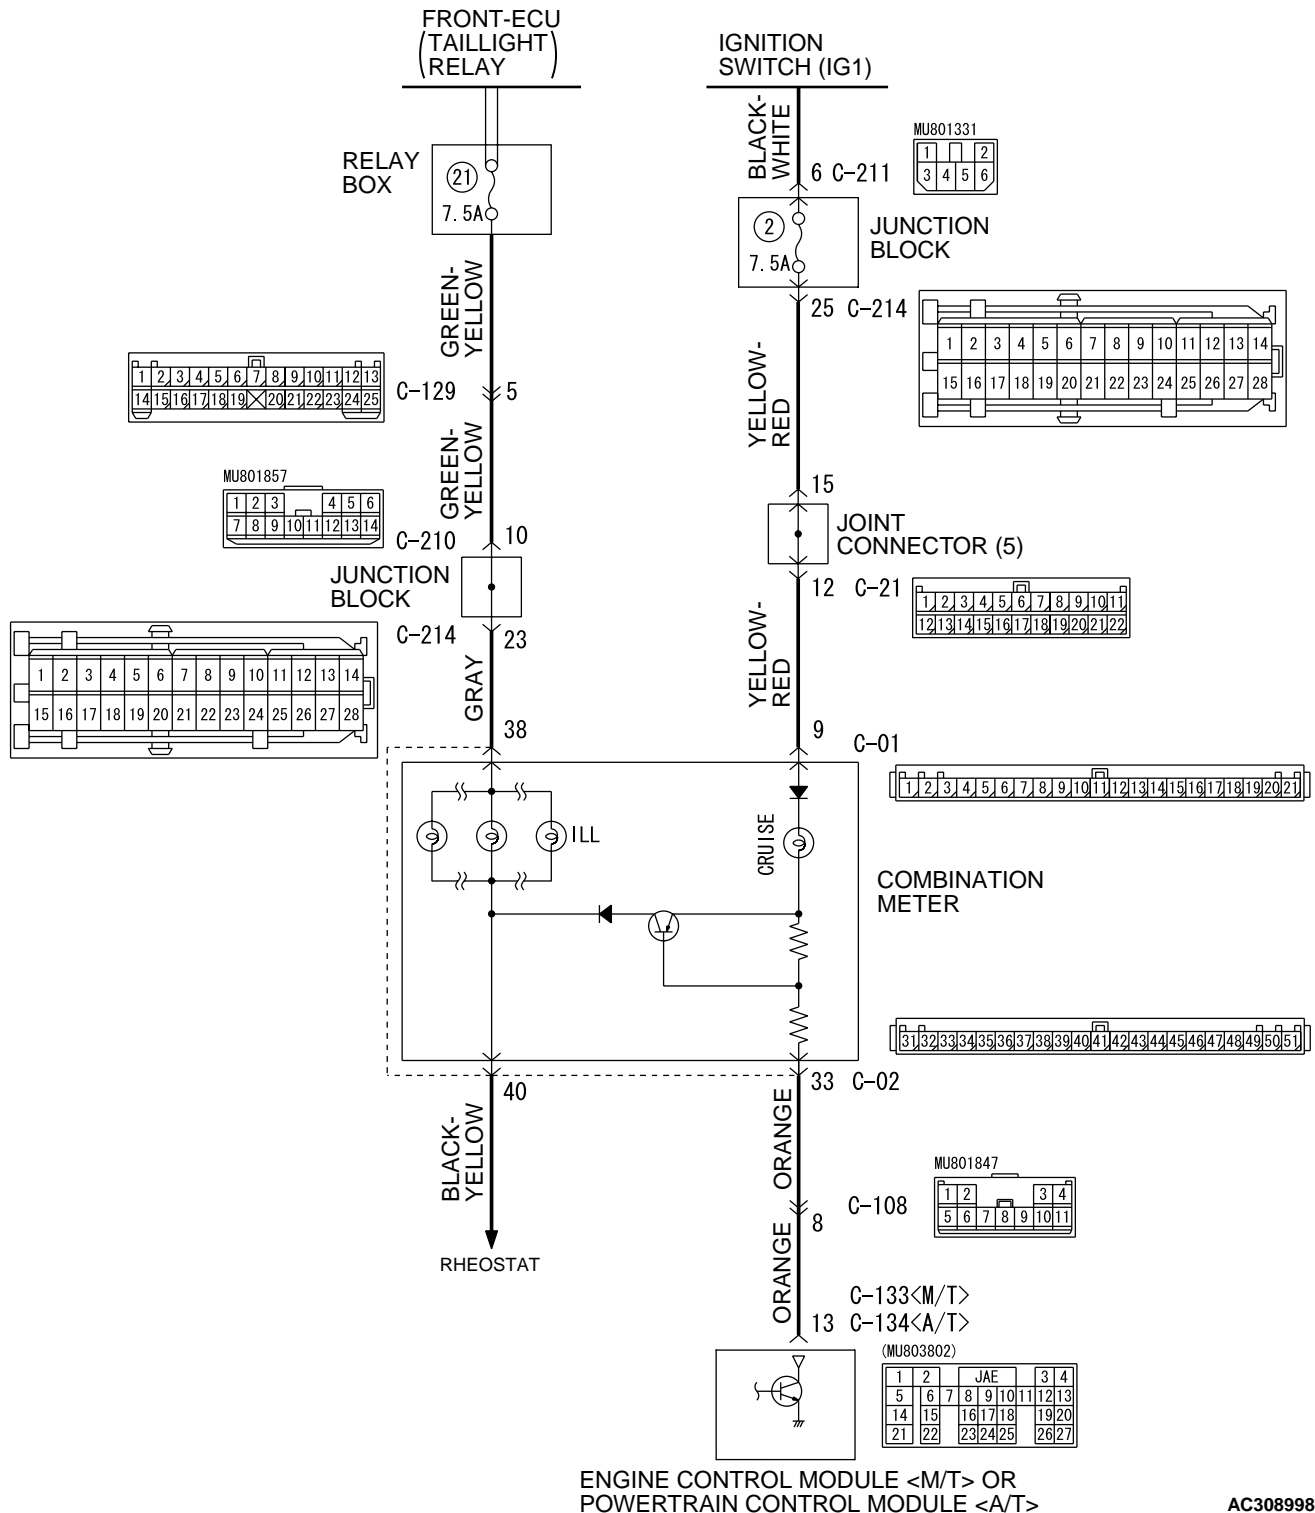 FRONT-ECU
(TAILLIGHT)
RELAY
IGNITION
SWITCH (IG1)
BLACK-
WHITE
MU801331
1 2
3 4 5 6
6 C-211
RELAY
BOX
21
7.5A
2
7.5A
JUNCTION
BLOCK
25 C-214
1 2 3 4 5 6 7 8 9 10 11 12 13 14
15 16 17 18 19 20 21 22 23 24 25 26 27 28
GREEN-
YELLOW
YELLOW-
RED
1 2 3 4 5 6 7 8 9 10 11 12 13
14 15 16 17 18 19 20 21 22 23 24 25
C-129 5
GREEN-
YELLOW
MU801857
1 2 3 4 5 6
7 8 9 10 11 12 13 14
C-210 10
15
JOINT
CONNECTOR (5)
JUNCTION
BLOCK
12 C-21
1 2 3 4 5 6 7 8 9 10 11
12 13 14 15 16 17 18 19 20 21 22
C-214 23
1 2 3 4 5 6 7 8 9 10 11 12 13 14
15 16 17 18 19 20 21 22 23 24 25 26 27 28
GRAY
YELLOW-
RED
38
9 C-01
1 2 3 4 5 6 7 8 9 10 11 12 13 14 15 16 17 18 19 20 21
ILL
CRUISE
COMBINATION
METER
31 32 33 34 35 36 37 38 39 40 41 42 43 44 45 46 47 48 49 50 51
40
33 C-02
BLACK-
YELLOW
ORANGE
MU801847
1 2 3 4
5 6 7 8 9 10 11
C-108
8
ORANGE
RHEOSTAT
C-133<M/T>
13 C-134<A/T>
(MU803802)
1 2 JAE 3 4
5 6 7 8 9 10 11 12 13
14 15 16 17 18 19 20
21 22 23 24 25 26 27
ENGINE CONTROL MODULE <M/T> OR
POWERTRAIN CONTROL MODULE <A/T>
AC308998